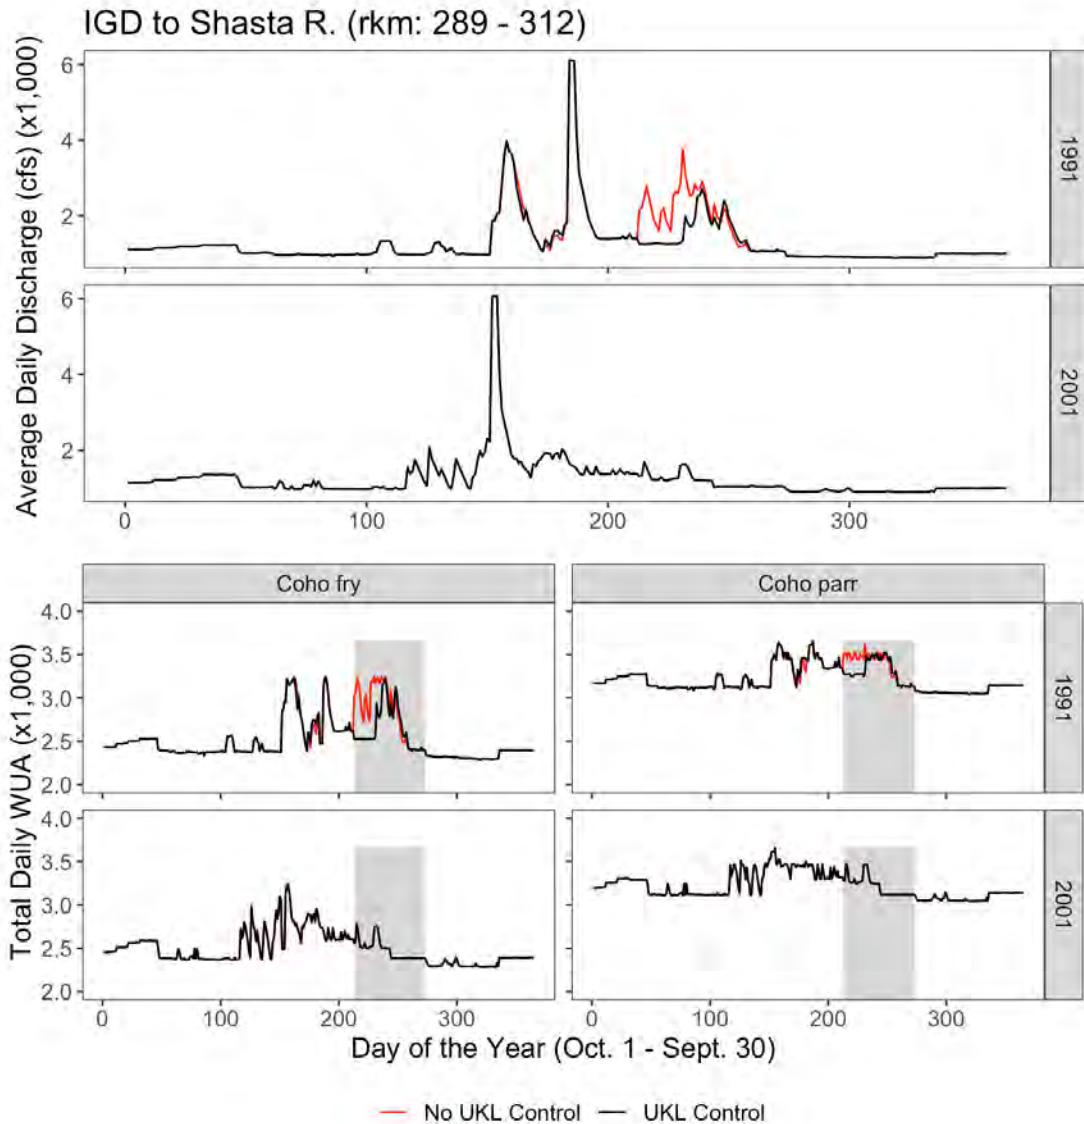 IGD to Shasta R. (rkm: 289 - 312)
Average Daily Discharge (cfs) (x1,000)
6
4
2
1991
6
4
2
2001
0 100 200 300
Coho fry Coho parr
Total Daily WUA (x1,000)
4.0
3.5
3.0
2.5
2.0
1991
4.0
3.5
3.0
2.5
2.0
2001
0 100 200 300 0 100 200 300
Day of the Year (Oct. 1 - Sept. 30)
No UKL Control UKL Control